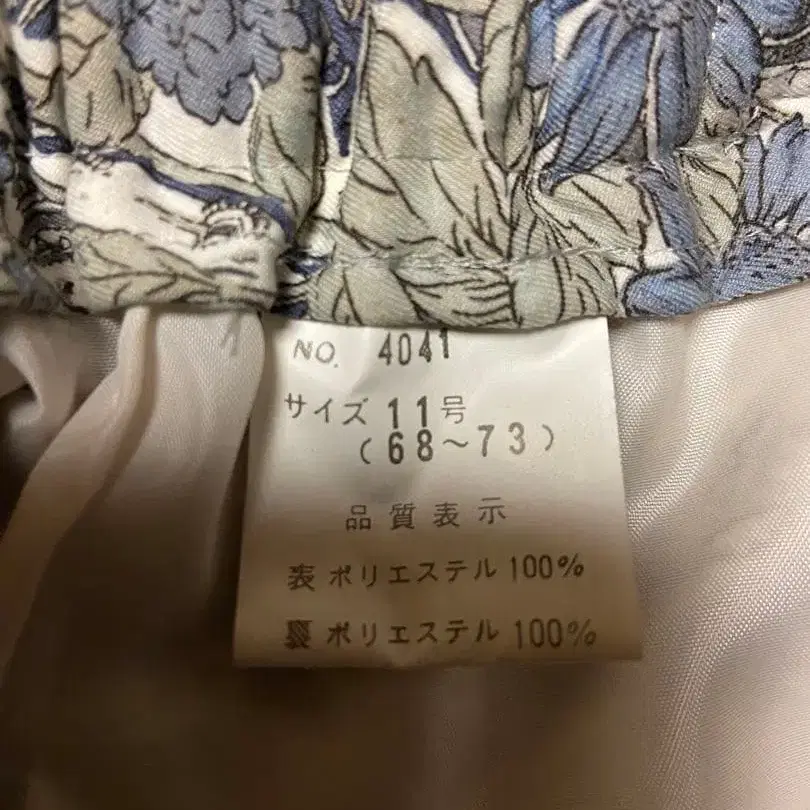 NO. 4041
サイズ 11号
(68～73)
品質表示
表 ポリエステル 100%
裏 ポリエステル 100%